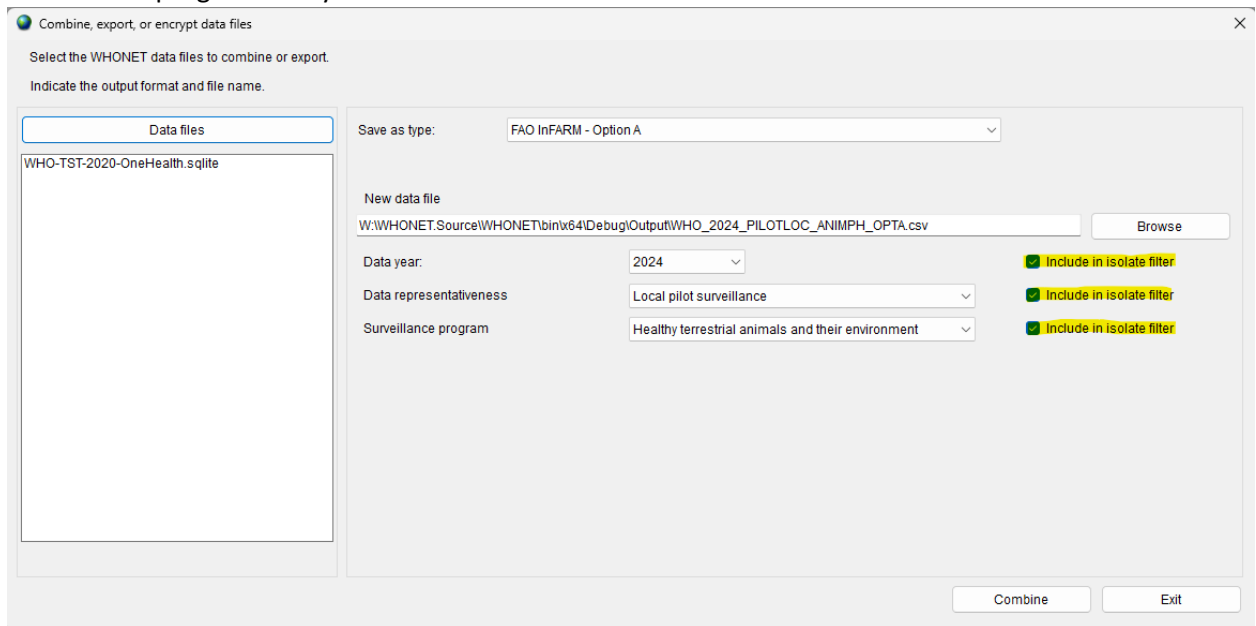 Combine, export, or encrypt data files
Select the WHONET data files to combine or export.
Indicate the output format and file name.
Data files
WHO-TST-2020-OneHealth.sqlite
Save as type: FAO InFARM - Option A
New data file
W:\WHONET.Source\WHONET\bin\x64\Debug\Output\WHO_2024_PILOTLOC_ANIMPH_OPTA.csv Browse
Data year: 2024 Include in isolate filter
Data representativeness Local pilot surveillance Include in isolate filter
Surveillance program Healthy terrestrial animals and their environment Include in isolate filter
Combine Exit